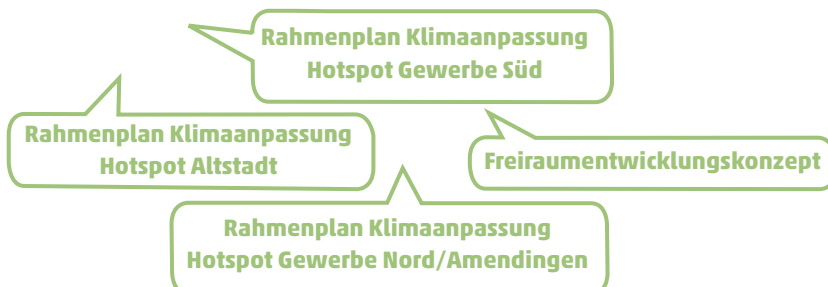 Rahmenplan Klimaanpassung
Hotspot Gewerbe Süd
Rahmenplan Klimaanpassung
Hotspot Altstadt
Freiraumentwicklungskonzept
Rahmenplan Klimaanpassung
Hotspot Gewerbe Nord/Amendingen